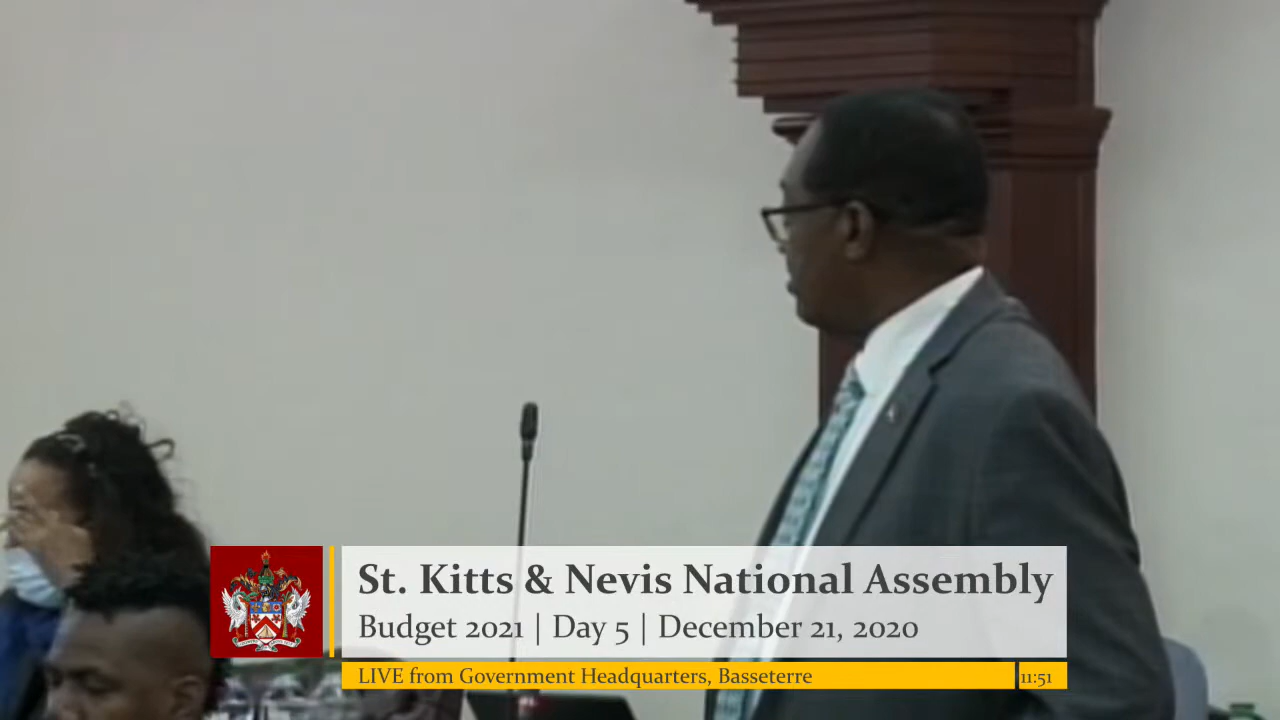 St. Kitts & Nevis National Assembly
Budget 2021 | Day 5 | December 21, 2020
LIVE from Government Headquarters, Basseterre
11:51